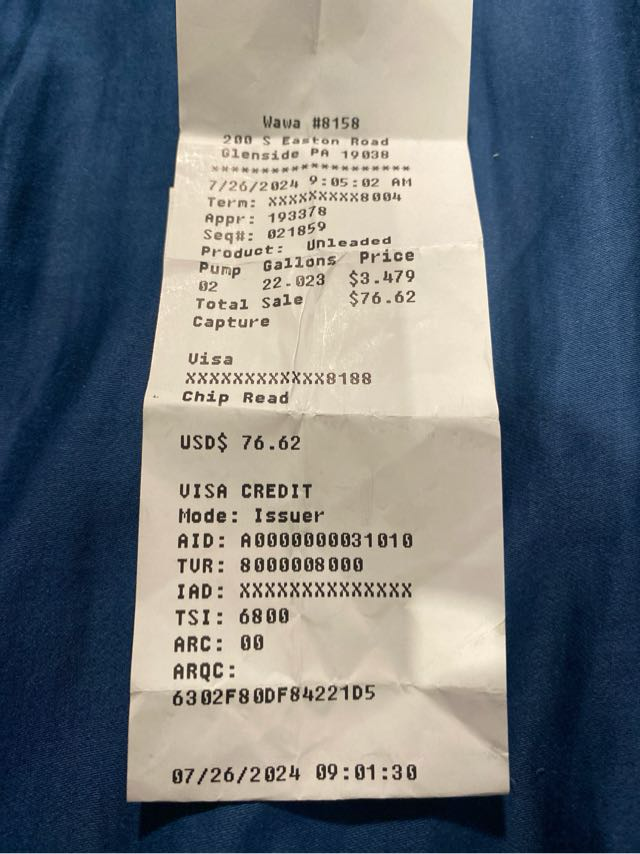 Wawa #8158
200 S Easton Road
Glenside PA 19038
********************
7/26/2024 9:05:02 AM
Term: XXXXXXXXX8004
Appr: 193378
Seq#: 021859
Product: Unleaded
Pump Gallons Price
02 22.023 $3.479
Total Sale $76.62
Capture
Visa
XXXXXXXXXXXX8188
Chip Read
USD$ 76.62
VISA CREDIT
Mode: Issuer
AID: A0000000031010
TVR: 8000008000
IAD: XXXXXXXXXXXXXX
TSI: 6800
ARC: 00
ARQC:
6302F80DF84221D5
07/26/2024 09:01:30